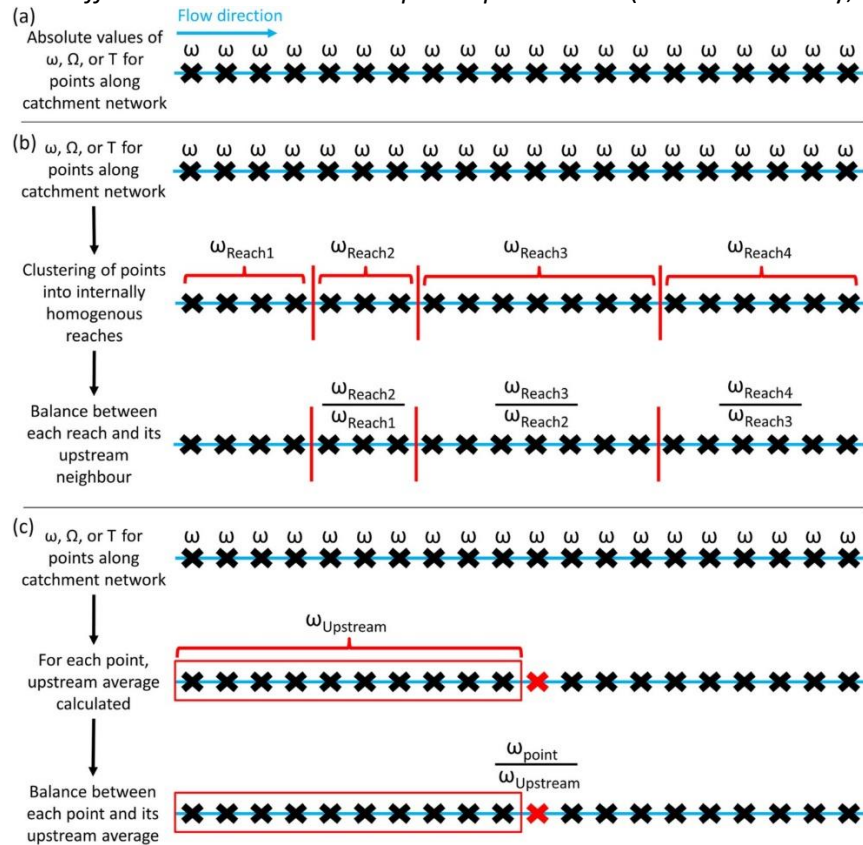 (a)
Flow direction
Absolute values of
ω, Ω, or T for
points along
catchment network
ω ω ω ω ω ω ω ω ω ω ω ω ω ω ω ω ω ω ω ω
(b)
ω, Ω, or T for
points along
catchment network
ω ω ω ω ω ω ω ω ω ω ω ω ω ω ω ω ω ω ω ω
Clustering of points
into internally
homogenous
reaches
ωReach1 ωReach2 ωReach3 ωReach4
Balance between
each reach and its
upstream
neighbour
ωReach2 ωReach3 ωReach4
ωReach1 ωReach2 ωReach3
(c)
ω, Ω, or T for
points along
catchment network
ω ω ω ω ω ω ω ω ω ω ω ω ω ω ω ω ω ω ω ω
For each point,
upstream average
calculated
ωUpstream
Balance between
each point and its
upstream average
ωpoint
ωUpstream